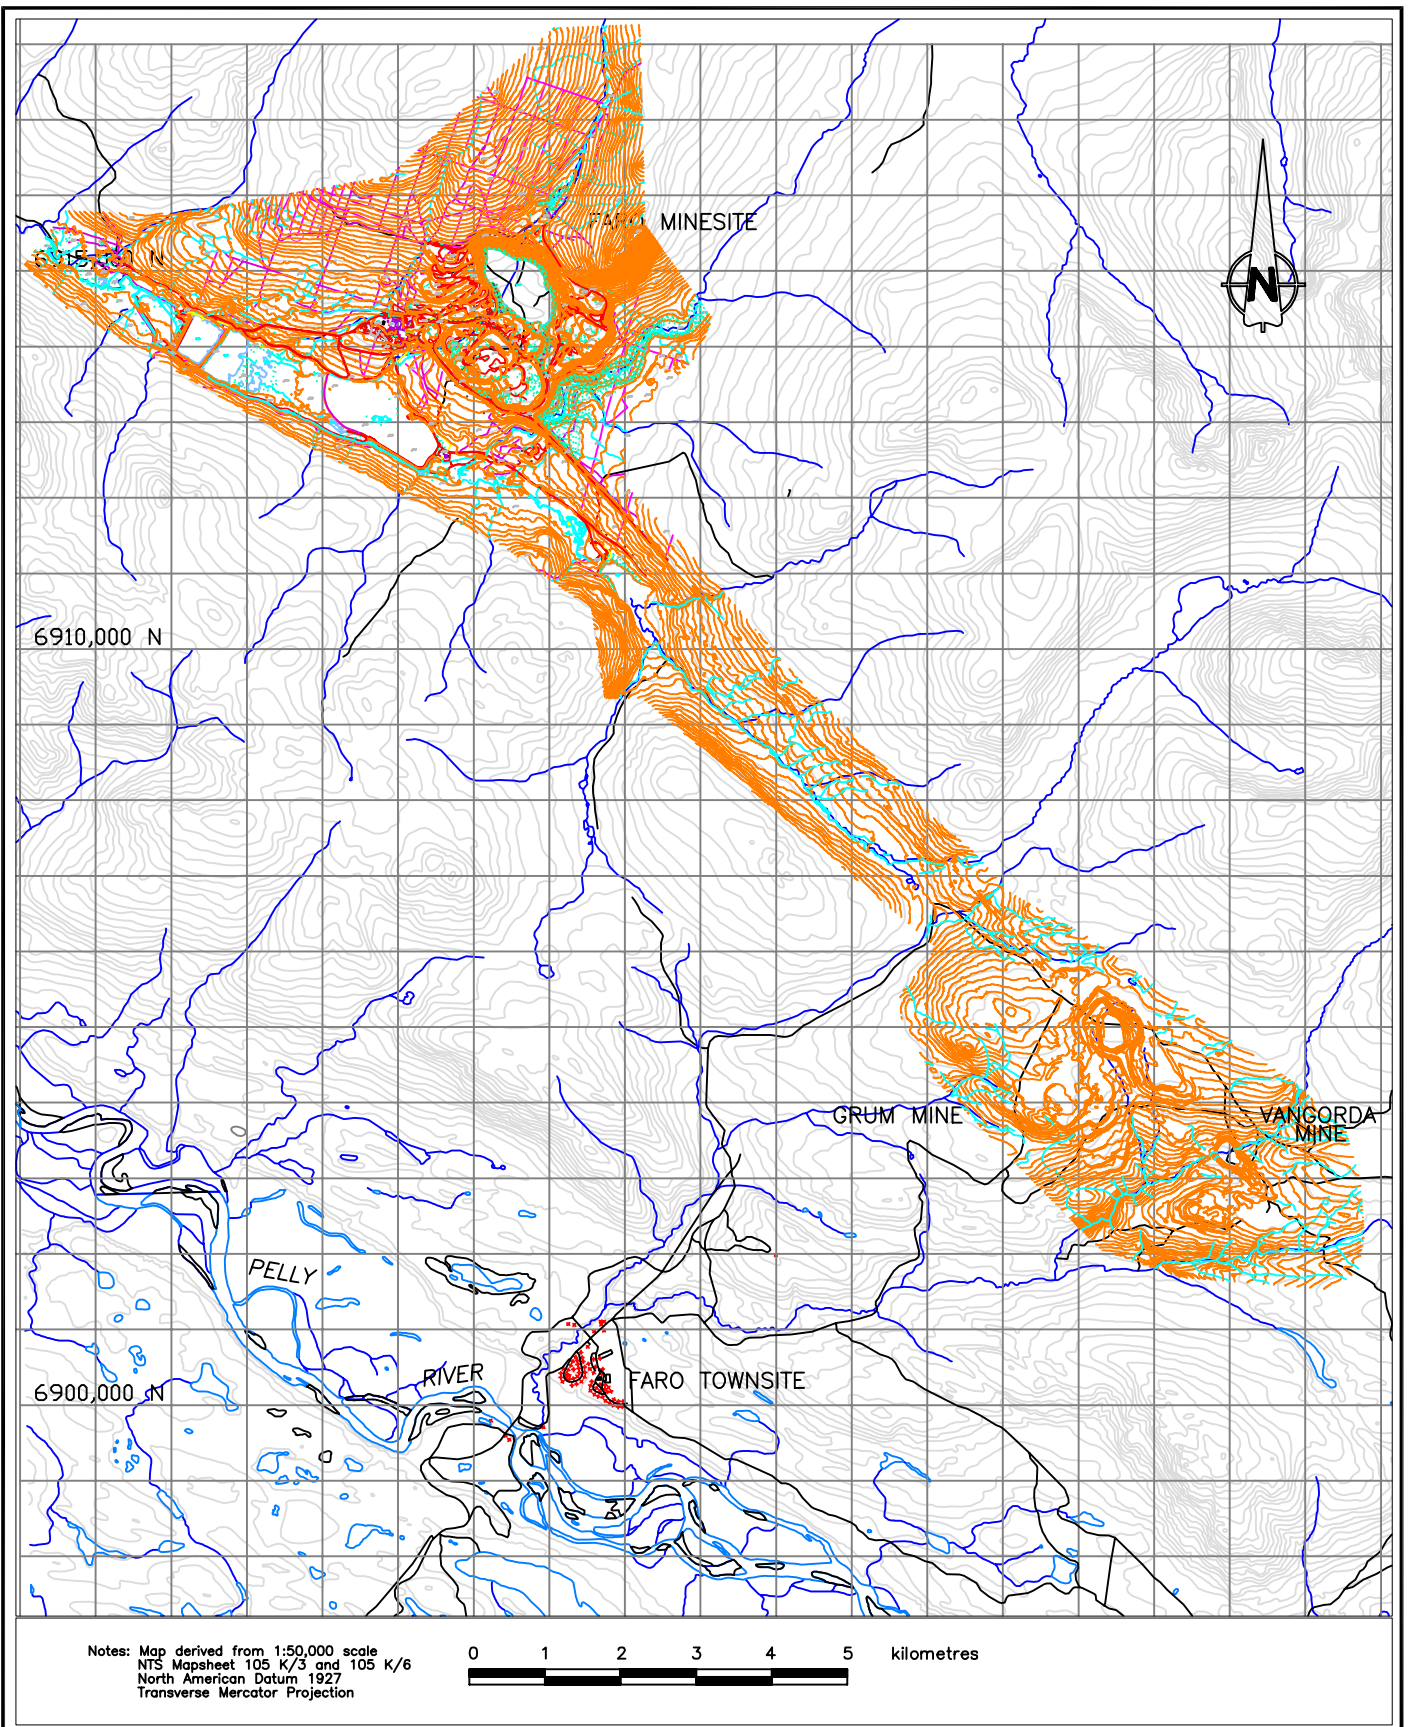 MINESITE
N
6910,000 N
GRUM MINE
VANGORDA
MINE
PELLY
RIVER
FARO TOWNSITE
6900,000 N
Notes: Map derived from 1:50,000 scale
NTS Mapsheet 105 K/3 and 105 K/6
North American Datum 1927
Transverse Mercator Projection
0 1 2 3 4 5 kilometres